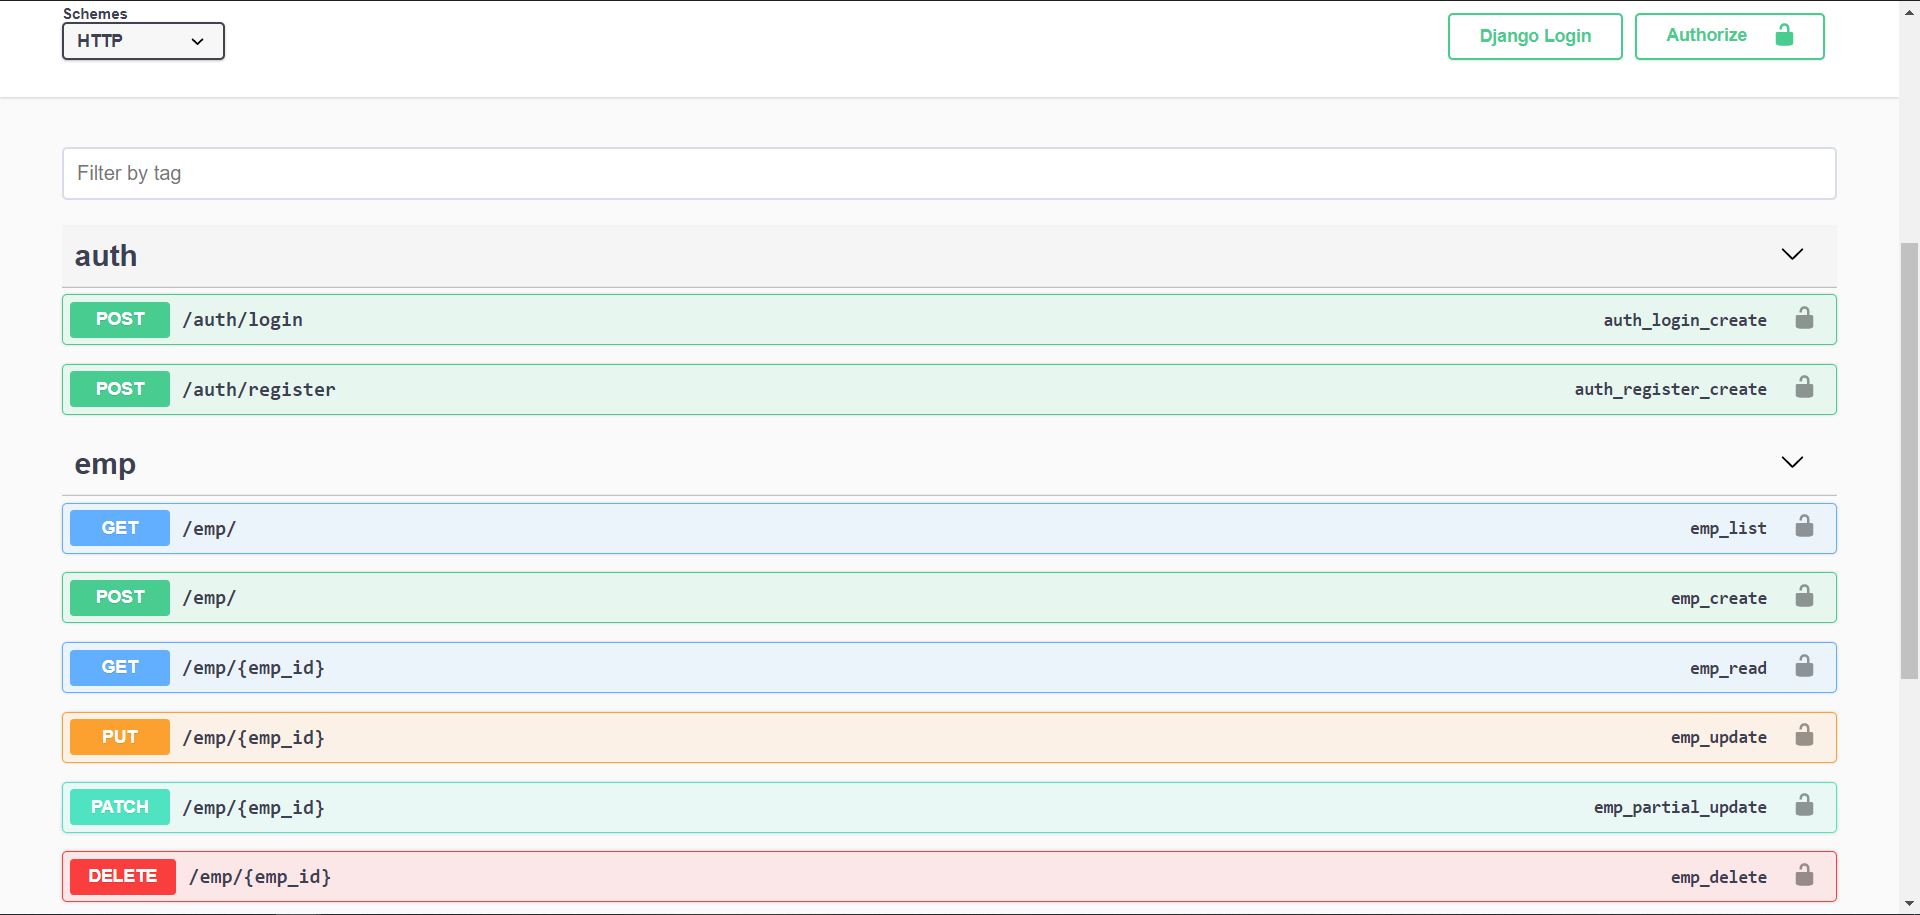 Schemes
HTTP
Django Login
Authorize
Filter by tag
auth
POST /auth/login auth_login_create
POST /auth/register auth_register_create
emp
GET /emp/ emp_list
POST /emp/ emp_create
GET /emp/{emp_id} emp_read
PUT /emp/{emp_id} emp_update
PATCH /emp/{emp_id} emp_partial_update
DELETE /emp/{emp_id} emp_delete